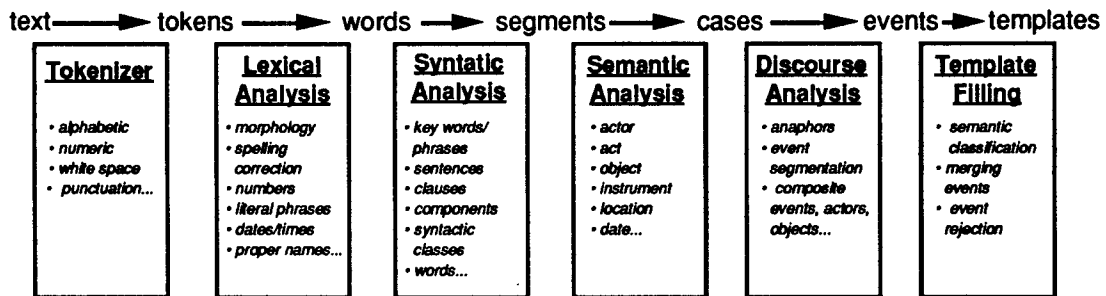 text tokens words segments cases events templates
Tokenizer
• alphabetic
• numeric
• white space
• punctuation...
Lexical
Analysis
• morphology
• spelling
correction
• numbers
• literal phrases
• dates/times
• proper names...
Syntatic
Analysis
• key words/
phrases
• sentences
• clauses
• components
• syntactic
classes
• words...
Semantic
Analysis
• actor
• act
• object
• instrument
• location
• date...
Discourse
Analysis
• anaphors
• event
segmentation
• composite
events, actors,
objects...
Template
Filling
• semantic
classification
• merging
events
• event
rejection